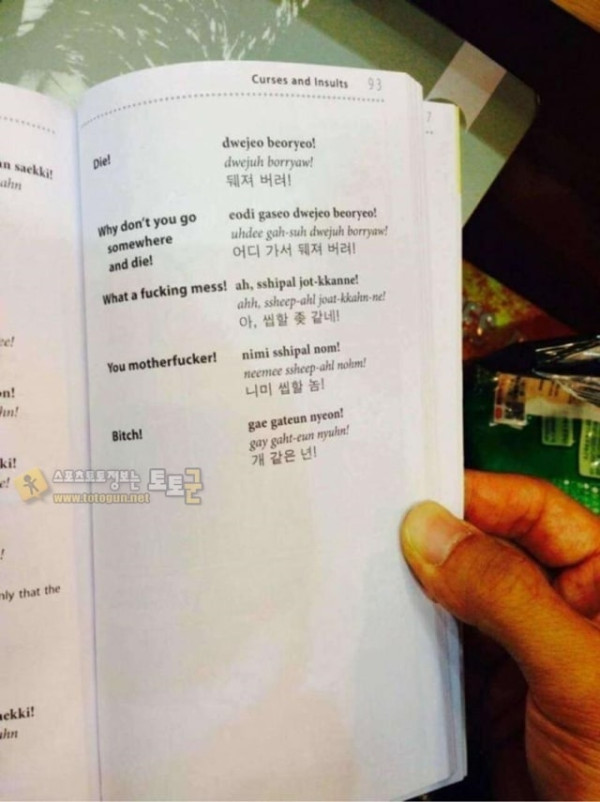 Curses and Insults 93
Die!
dwejeo beoryeo!
dwejuh borryaw!
뒈져 버려!
Why don't you go
somewhere
and die!
eodi gaseo dwejeo beoryeo!
uhdee gah-suh dwejuh borryaw!
어디 가서 뒈져 버려!
What a fucking mess!
ah, sshipal jot-kkanne!
ahh, ssheep-ahl joat-kkahn-ne!
아, 씹할 좆 같네!
You motherfucker!
nimi sshipal nom!
neemee ssheep-ahl nohm!
니미 씹할 놈!
Bitch!
gae gateun nyeon!
gay gaht-eun nyuhn!
개 같은 년!
saekki!
ahn
ki!
nly that the
aekki!
스포츠토토정보는 토토군
www.totogun.net
7